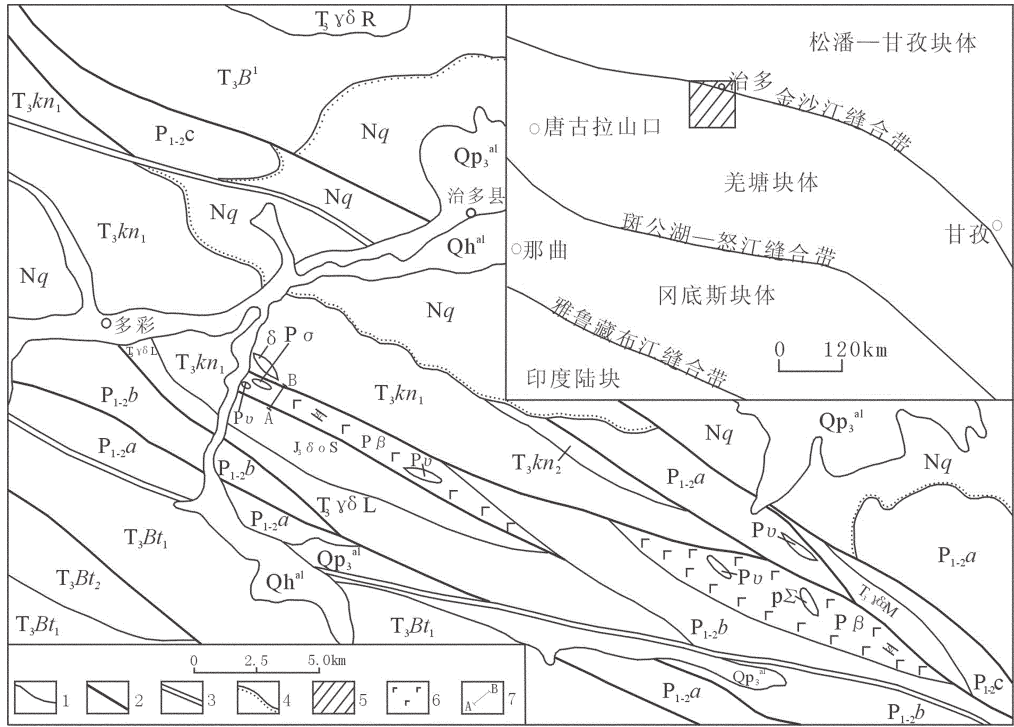 T₃γδR
松潘—甘孜块体
T₃B¹
治多
金沙江缝合带
T₃kn₁
P₁₋₂c
Nq
Qp₃ᵃˡ
唐古拉山口
羌塘块体
Nq
Nq
治多县
T₃kn₁
斑公湖—怒江缝合带
甘孜
Qhᵃˡ
那曲
Nq
冈底斯块体
Nq
雅鲁藏布江缝合带
多彩
δ
Pσ
0 120km
T₃γδL
T₃kn₁
印度陆块
B
P₁₋₂b
T₃kn₁
Pυ
A
Qp₃ᵃˡ
Nq
P₁₋₂a
J₃δoS
Pβ
Nq
P₁₋₂b
Pυ
T₃kn₂
P₁₋₂a
T₃γδL
P₁₋₂a
Pυ
T₃Bt₁
Qp₃ᵃˡ
P₁₋₂a
T₃Bt₂
Qhᵃˡ
Pυ
T₃γδM
pΣ
T₃Bt₁
T₃Bt₁
P₁₋₂b
Pβ
0 2.5 5.0km
Qp₃ᵃˡ
P₁₋₂c
P₁₋₂a
1 2 3 4 5 6 A B 7
P₁₋₂b